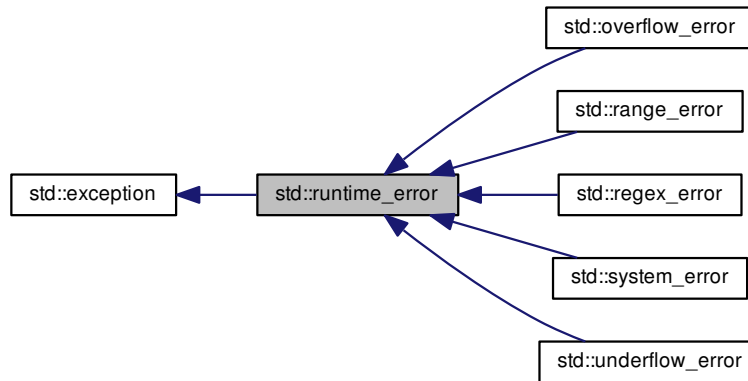 std::overflow_error
std::range_error
std::exception
std::runtime_error
std::regex_error
std::system_error
std::underflow_error